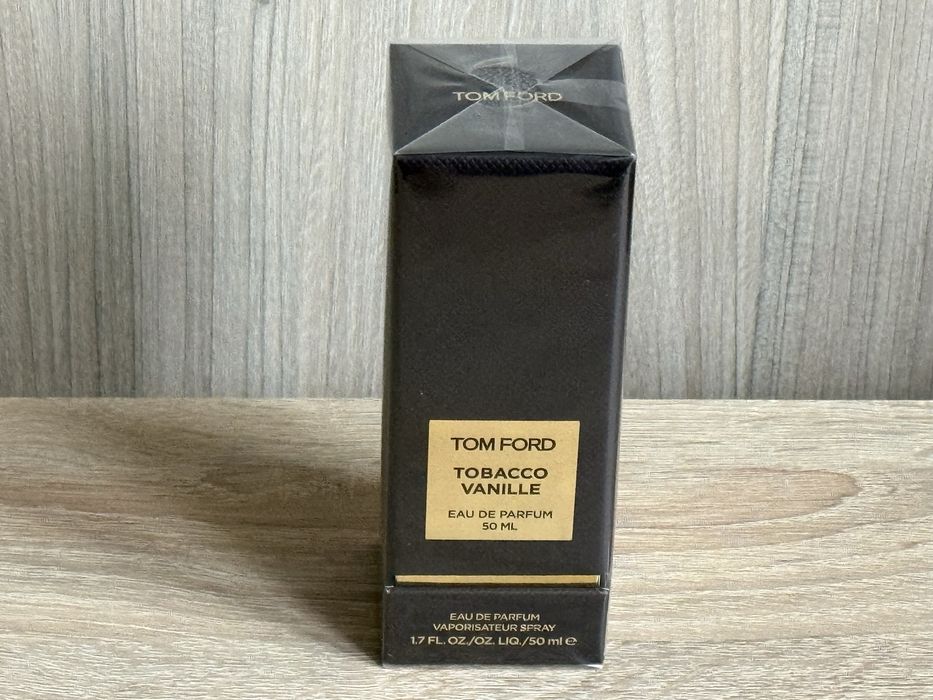 TOM FORD
TOM FORD
TOBACCO
VANILLE
EAU DE PARFUM
50 ML
EAU DE PARFUM
VAPORISATEUR SPRAY
1.7 FL. OZ./OZ. LIQ./50 ml ℮